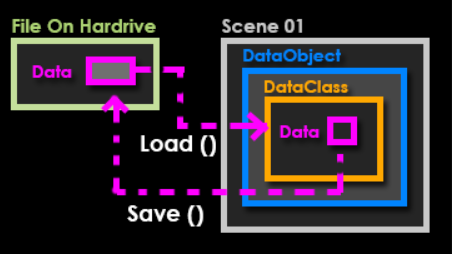 File On Hardrive
Scene 01
DataObject
Data
DataClass
Data
Load ()
Save ()